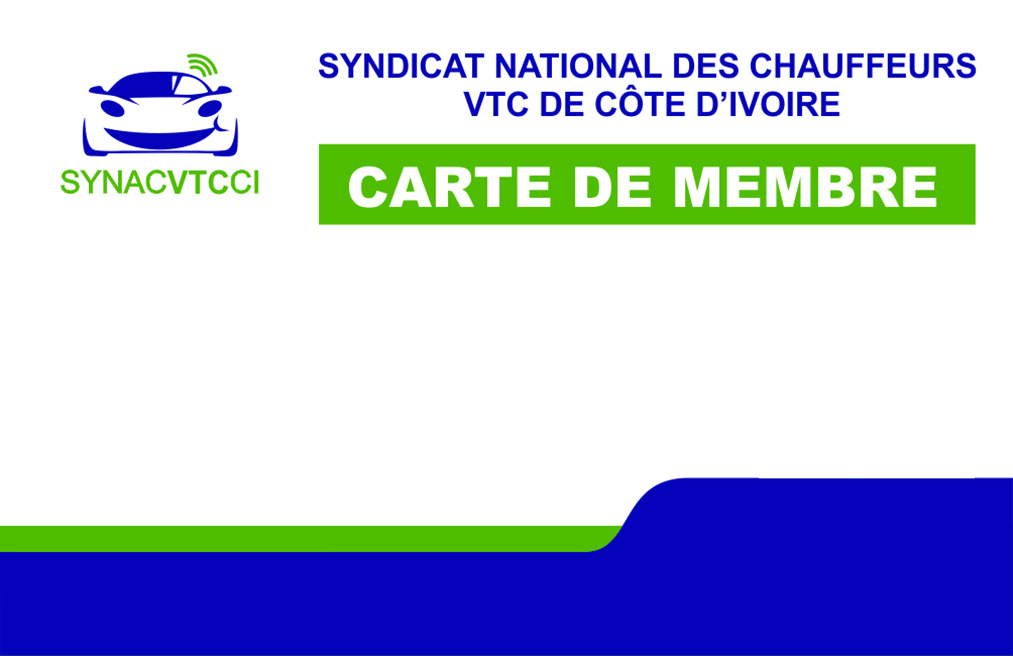 SYNDICAT NATIONAL DES CHAUFFEURS
VTC DE CÔTE D'IVOIRE
SYNACVTCCI
CARTE DE MEMBRE